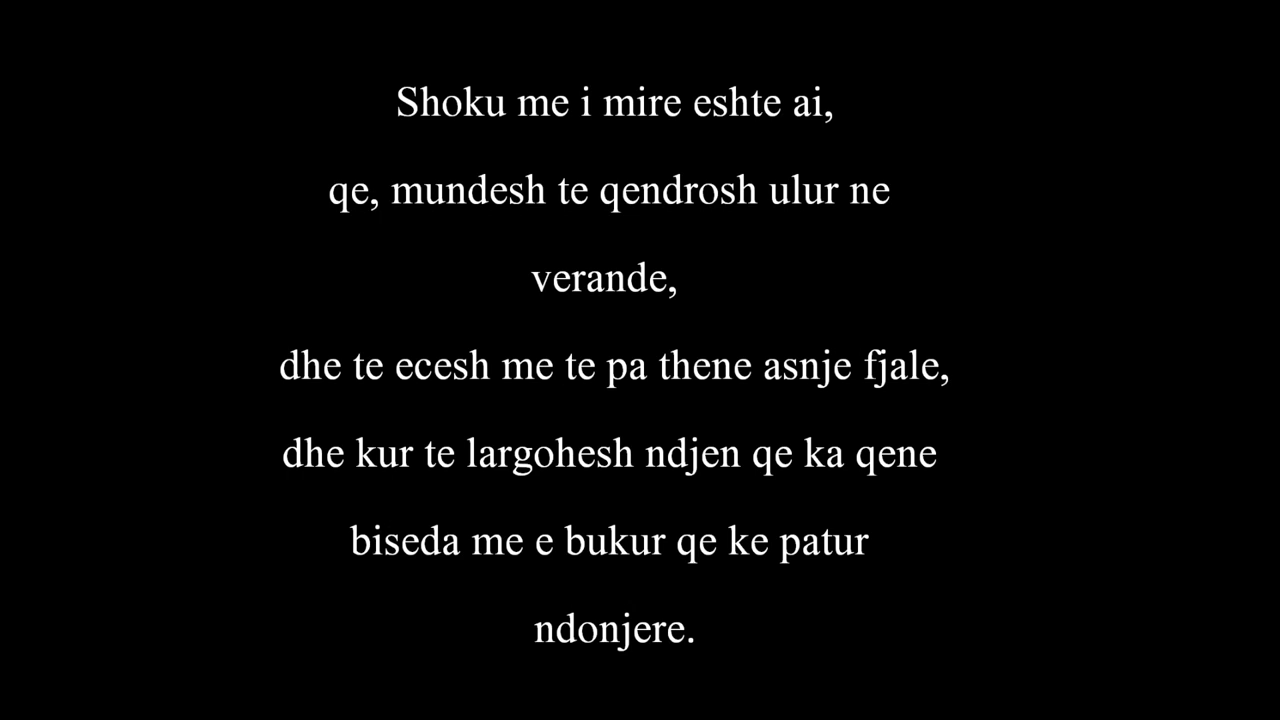 Shoku me i mire eshte ai,
qe, mundesh te qendrosh ulur ne
verande,
dhe te ecesh me te pa thene asnje fjale,
dhe kur te largohesh ndjen qe ka qene
biseda me e bukur qe ke patur
ndonjere.